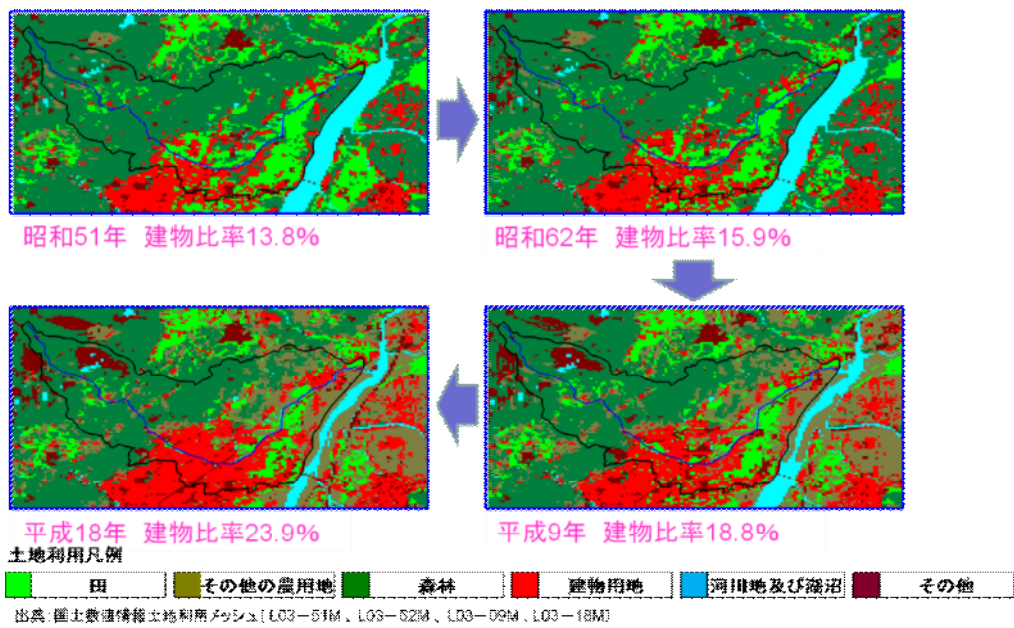 昭和51年 建物比率13.8%
昭和62年 建物比率15.9%
平成18年 建物比率23.9%
平成9年 建物比率18.8%
土地利用凡例
田 その他の農用地 森林 建物用地 河川地及び湖沼 その他
出典:国土数値情報土地利用メッシュ(L03-51M、L03-52M、L03-09M、L03-18M)